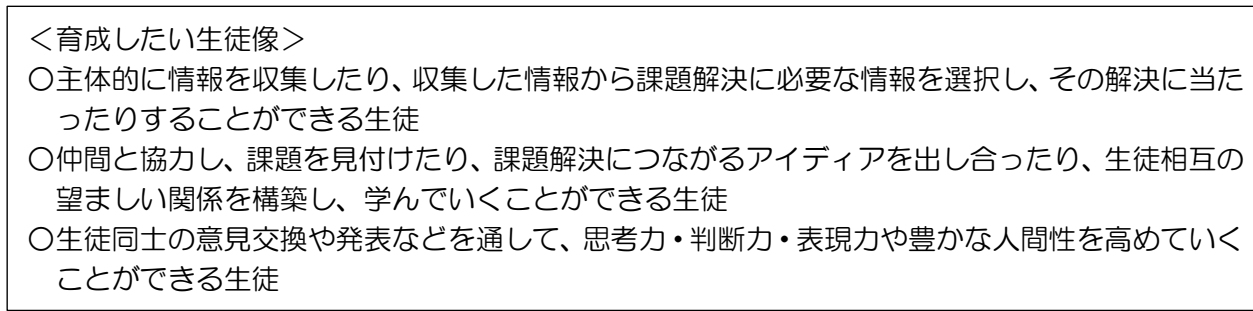 ＜育成したい生徒像＞
○主体的に情報を収集したり、収集した情報から課題解決に必要な情報を選択し、その解決に当た
ったりすることができる生徒
○仲間と協力し、課題を見付けたり、課題解決につながるアイディアを出し合ったり、生徒相互の
望ましい関係を構築し、学んでいくことができる生徒
○生徒同士の意見交換や発表などを通して、思考力・判断力・表現力や豊かな人間性を高めていく
ことができる生徒